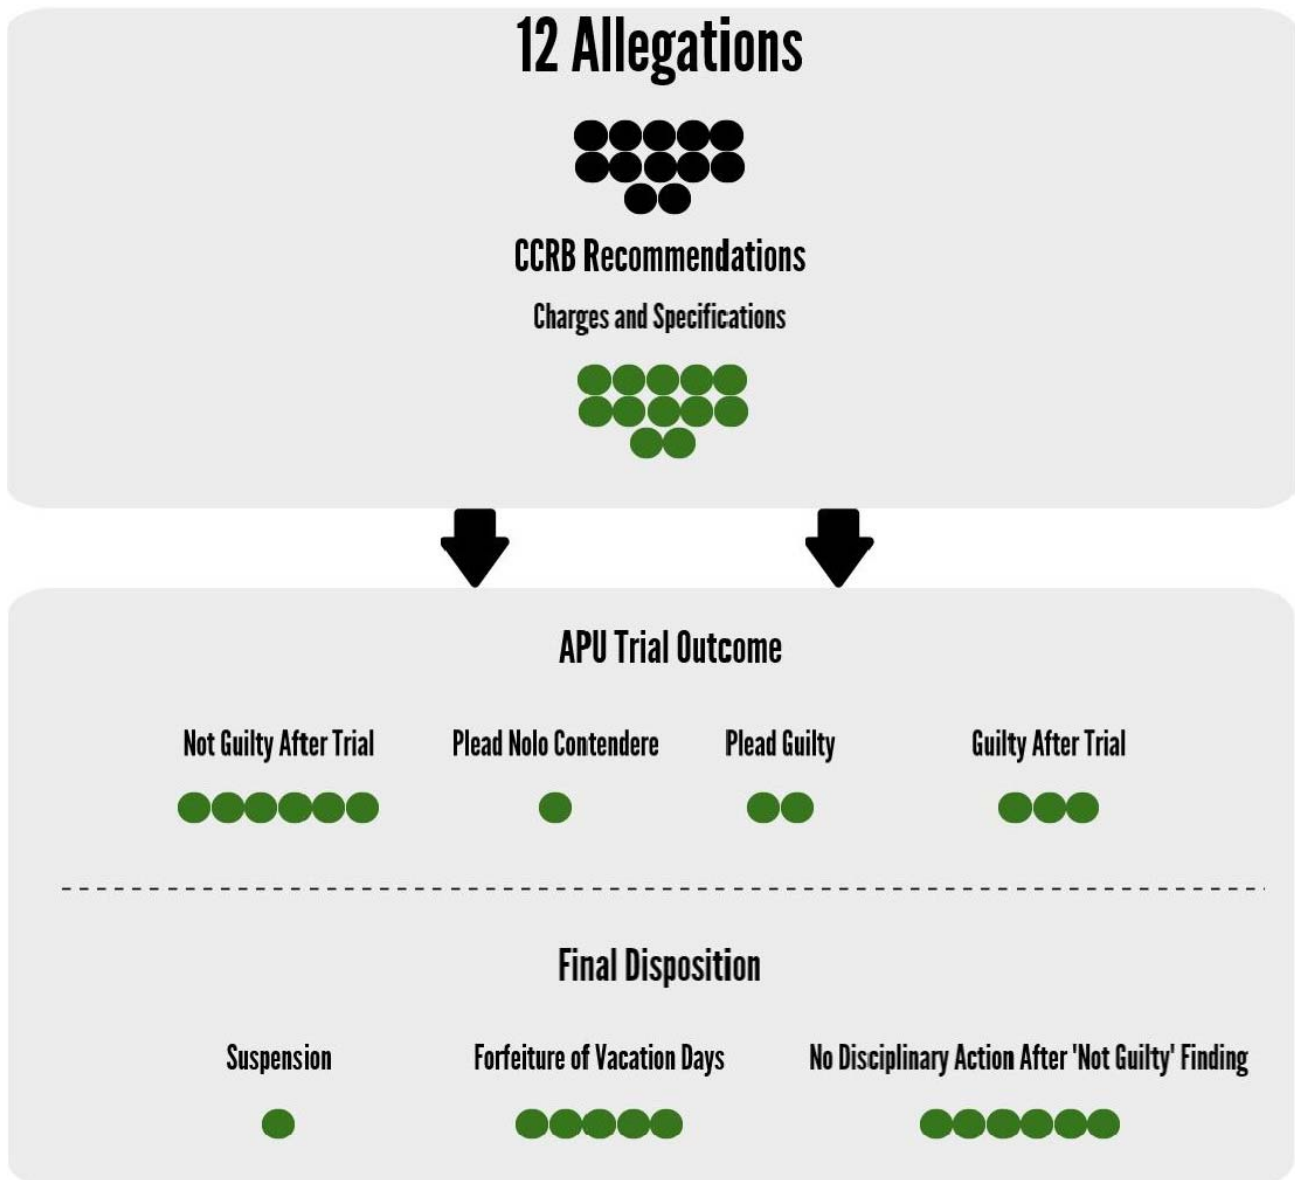 12 Allegations
CCRB Recommendations
Charges and Specifications
APU Trial Outcome
Not Guilty After Trial Plead Nolo Contendere Plead Guilty Guilty After Trial
Final Disposition
Suspension Forfeiture of Vacation Days No Disciplinary Action After 'Not Guilty' Finding